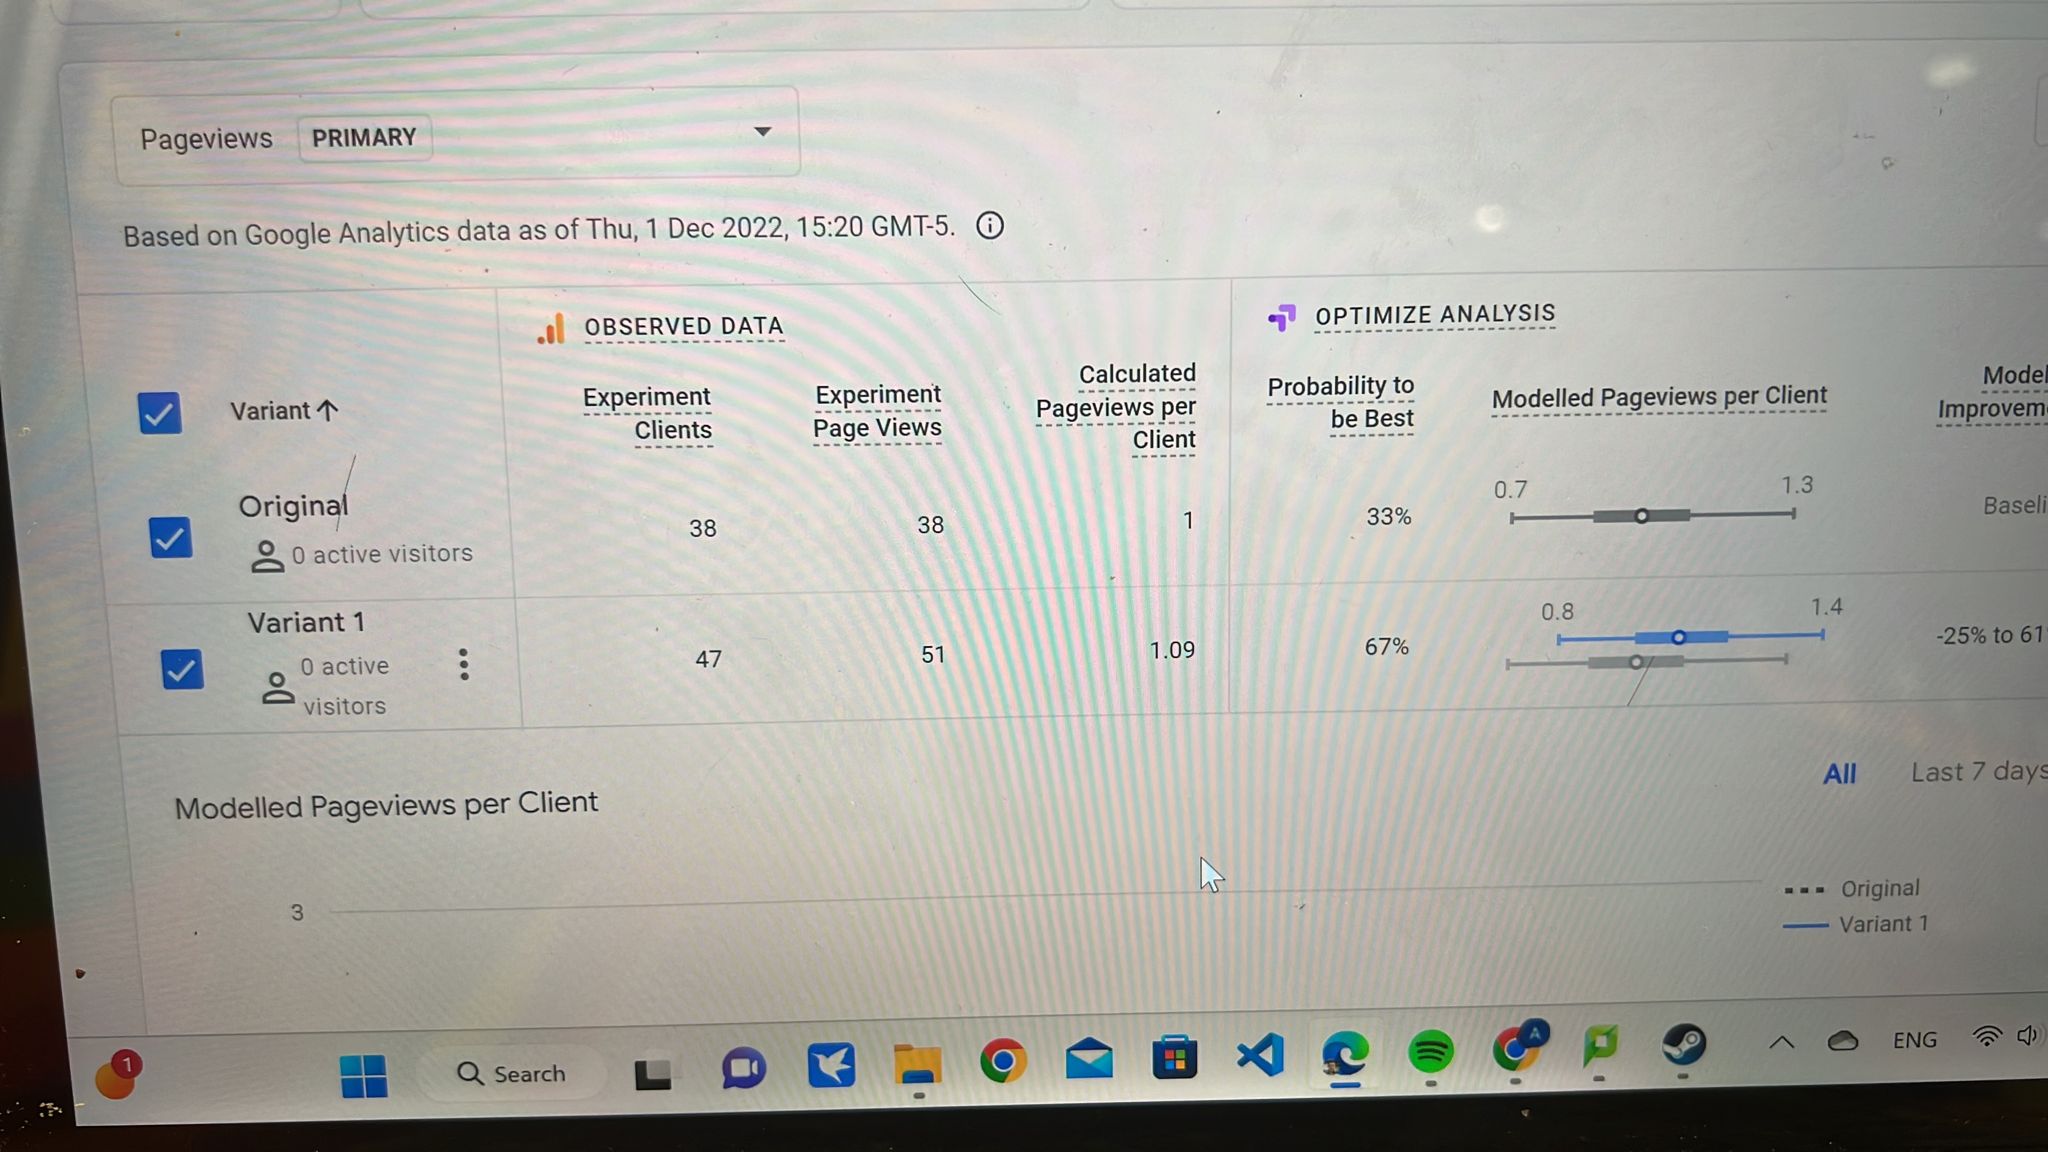 Pageviews PRIMARY
Based on Google Analytics data as of Thu, 1 Dec 2022, 15:20 GMT-5.
OBSERVED DATA
OPTIMIZE ANALYSIS
Variant
Experiment
Clients
Experiment
Page Views
Calculated
Pageviews per
Client
Probability to
be Best
Modelled Pageviews per Client
Original
0 active visitors
38
38
1
33%
0.7
1.3
Variant 1
0 active
visitors
47
51
1.09
67%
0.8
1.4
-25% to 61
Modelled Pageviews per Client
All
Last 7 days
3
Original
Variant 1
1
Search
A
ENG